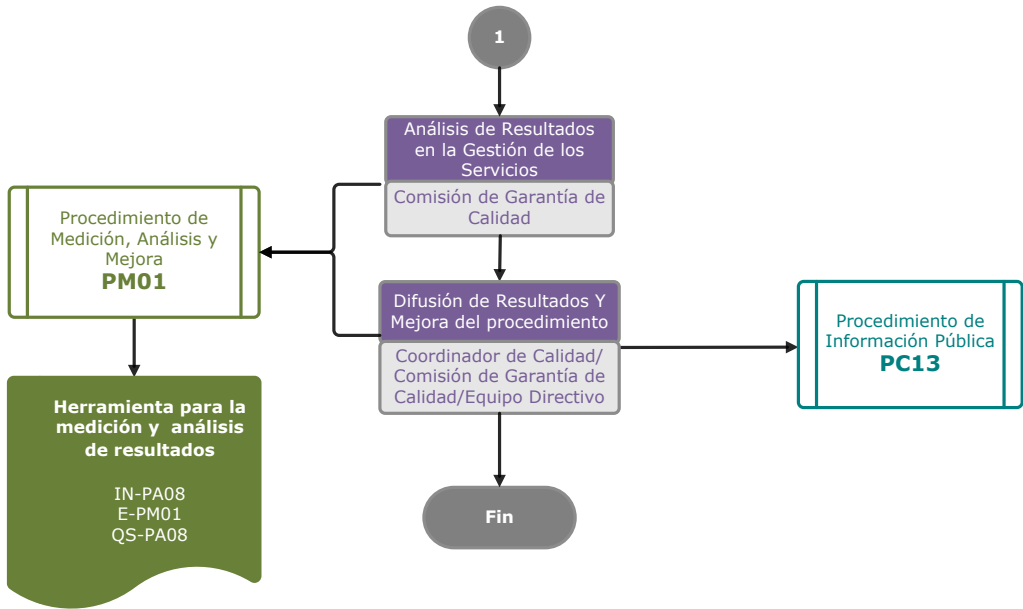 1
Análisis de Resultados
en la Gestión de los
Servicios
Comisión de Garantía de
Calidad
Procedimiento de
Medición, Análisis y
Mejora
PM01
Difusión de Resultados Y
Mejora del procedimiento
Coordinador de Calidad/
Comisión de Garantía de
Calidad/Equipo Directivo
Procedimiento de
Información Pública
PC13
Herramienta para la
medición y análisis
de resultados
IN-PA08
E-PM01
QS-PA08
Fin